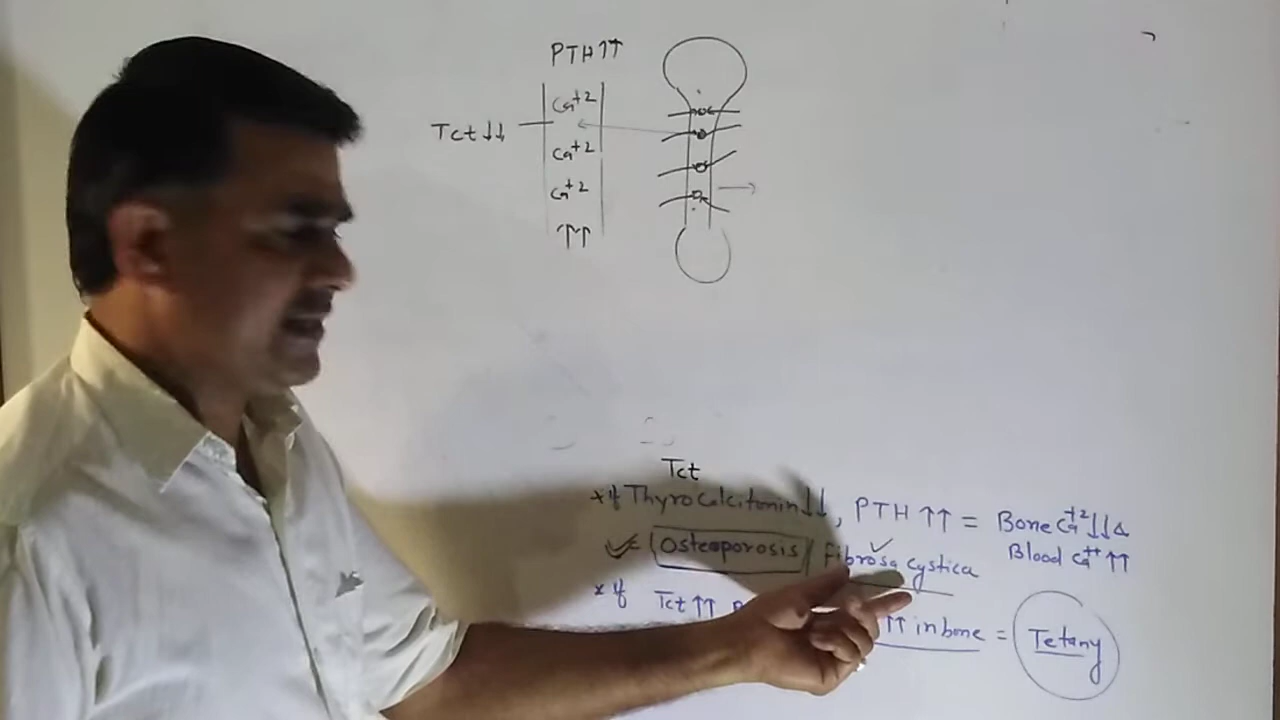 PTH↑↑
Ca+2
Tct↓↓
Ca+2
Ca+2
↑↑
Tct
* if Thyrocalcitonin↓↓, PTH ↑↑ = Bone Ca+2↓↓&
= Osteoporosis / Fibrosa cystica Blood Ca++ ↑↑
* if Tct↑↑ ↑↑ in bone = Tetany